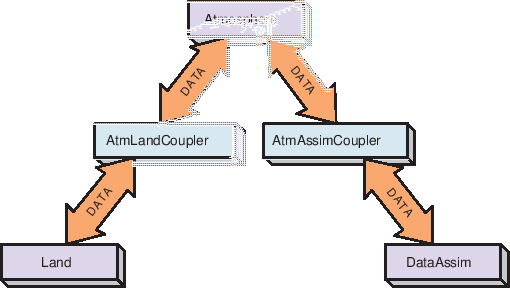 Atmosphere
DATA
DATA
AtmLandCoupler
AtmAssimCoupler
DATA
DATA
Land
DataAssim